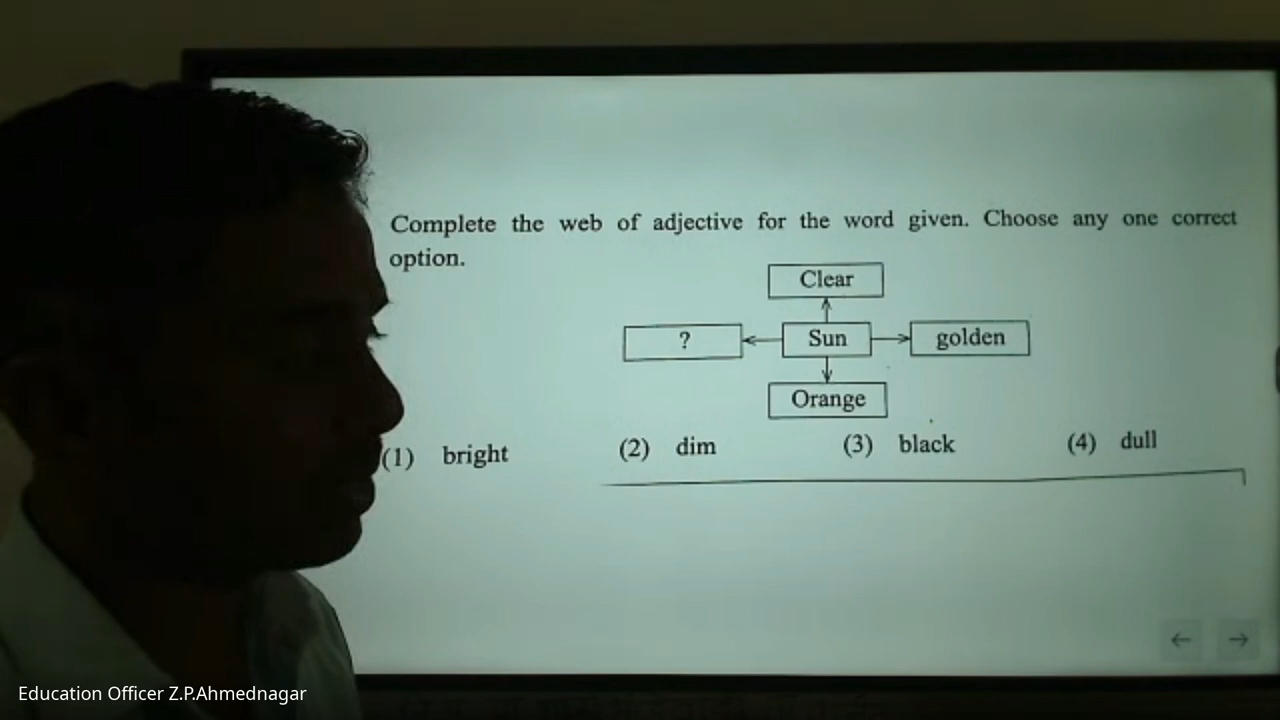 Complete the web of adjective for the word given. Choose any one correct
option.
Clear
? Sun golden
Orange
(1) bright (2) dim (3) black (4) dull
Education Officer Z.P.Ahmednagar